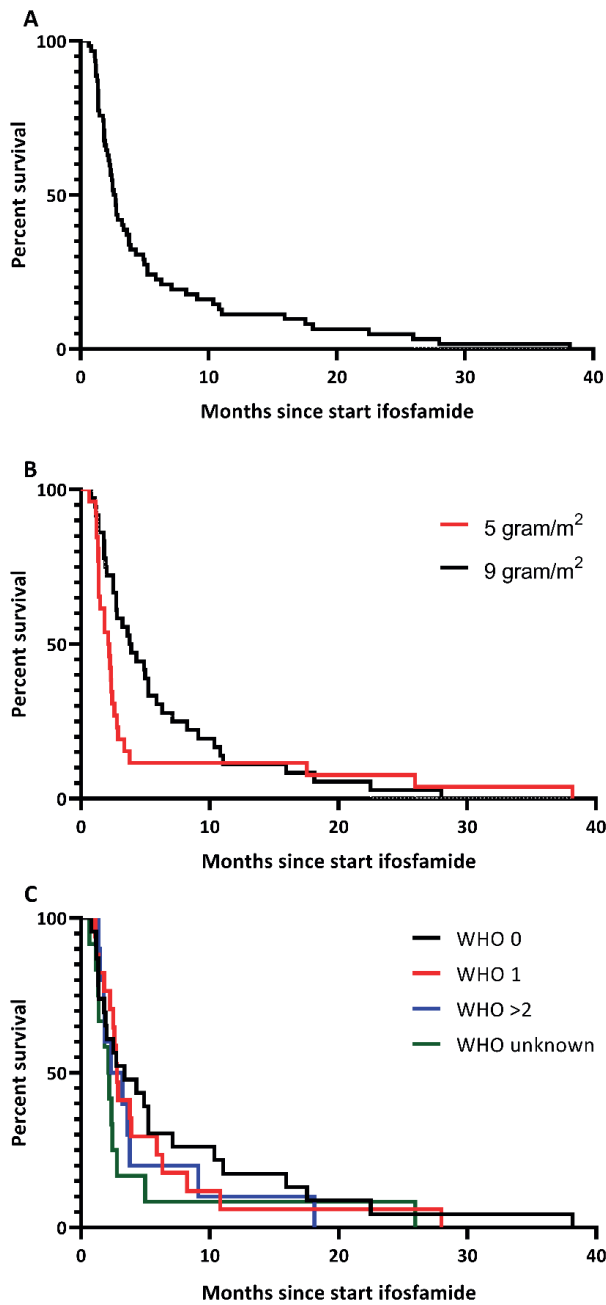 A
100
50
0
Percent survival
0 10 20 30 40
Months since start ifosfamide
B
100
50
0
Percent survival
5 gram/m²
9 gram/m²
0 10 20 30 40
Months since start ifosfamide
C
100
50
0
Percent survival
WHO 0
WHO 1
WHO >2
WHO unknown
0 10 20 30 40
Months since start ifosfamide